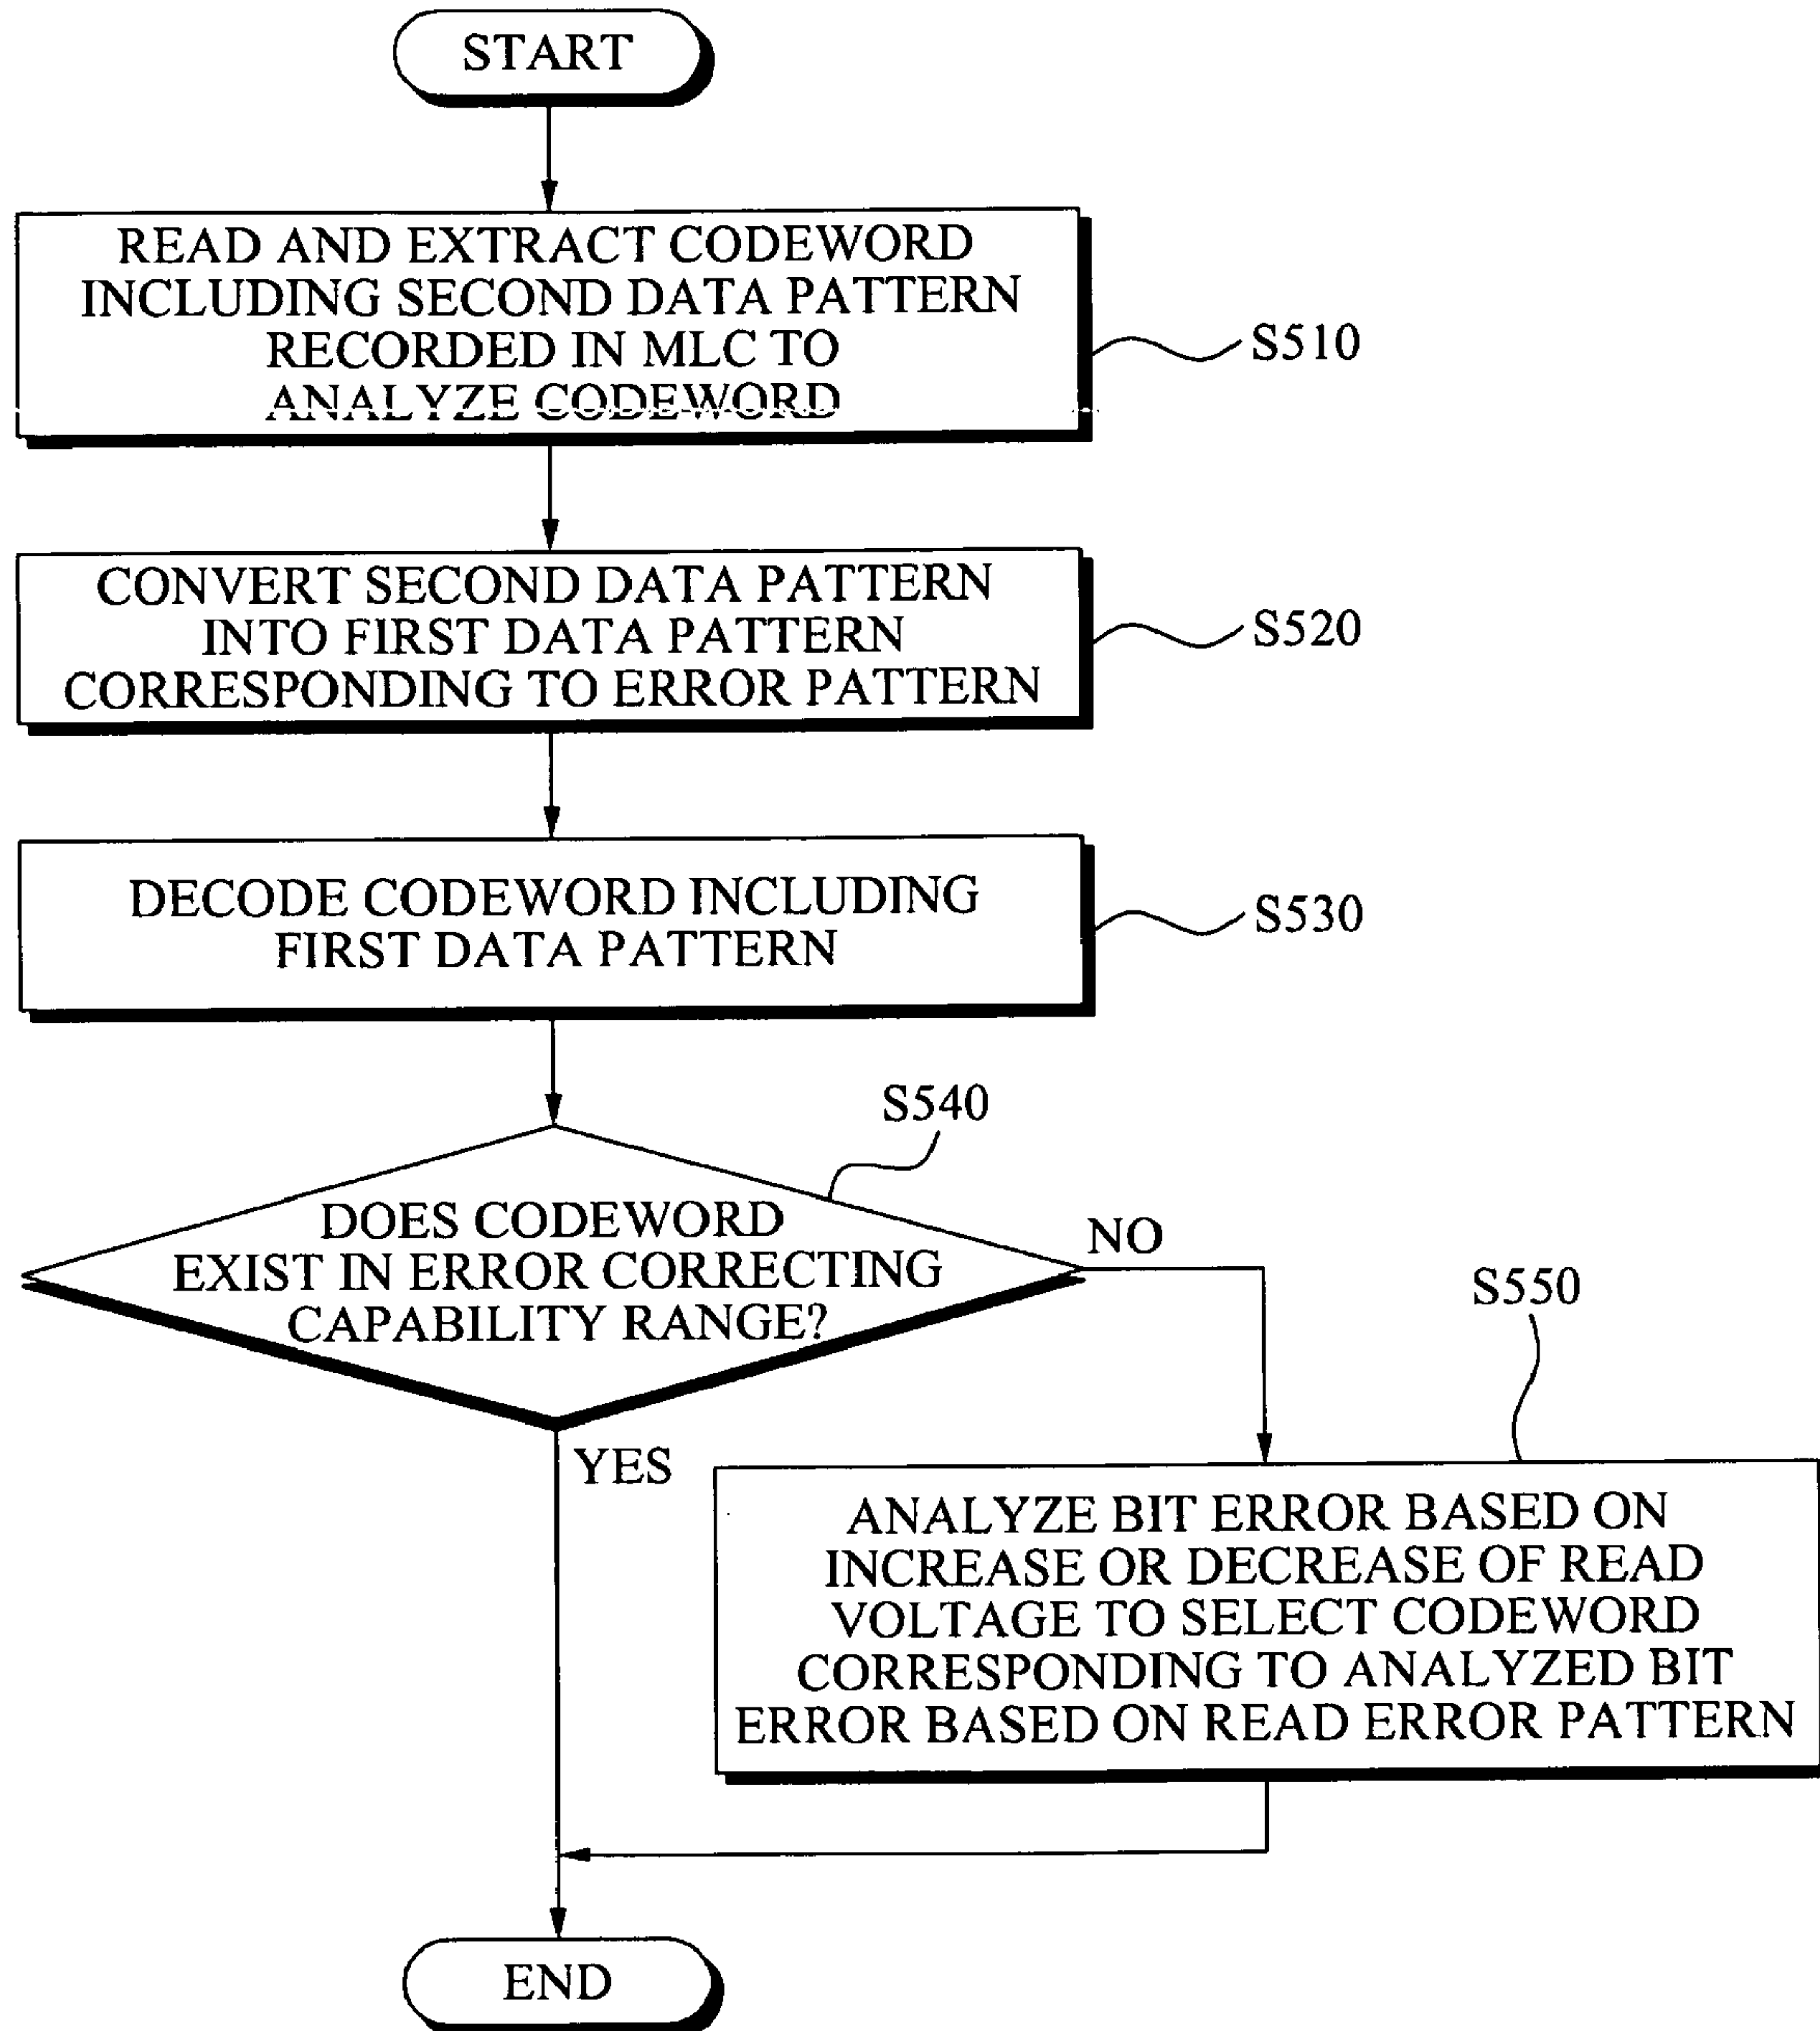 START
READ AND EXTRACT CODEWORD
INCLUDING SECOND DATA PATTERN
RECORDED IN MLC TO
ANALYZE CODEWORD
S510
CONVERT SECOND DATA PATTERN
INTO FIRST DATA PATTERN
CORRESPONDING TO ERROR PATTERN
S520
DECODE CODEWORD INCLUDING
FIRST DATA PATTERN
S530
S540
DOES CODEWORD
EXIST IN ERROR CORRECTING
CAPABILITY RANGE?
NO
YES
S550
ANALYZE BIT ERROR BASED ON
INCREASE OR DECREASE OF READ
VOLTAGE TO SELECT CODEWORD
CORRESPONDING TO ANALYZED BIT
ERROR BASED ON READ ERROR PATTERN
END